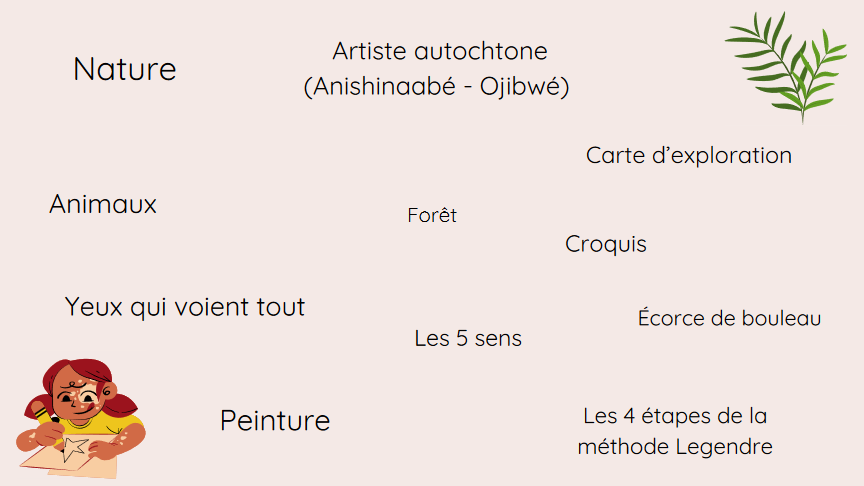 Nature
Artiste autochtone
(Anishinaabé - Ojibwé)
Carte d’exploration
Animaux
Forêt
Croquis
Yeux qui voient tout
Les 5 sens
Écorce de bouleau
Peinture
Les 4 étapes de la
méthode Legendre